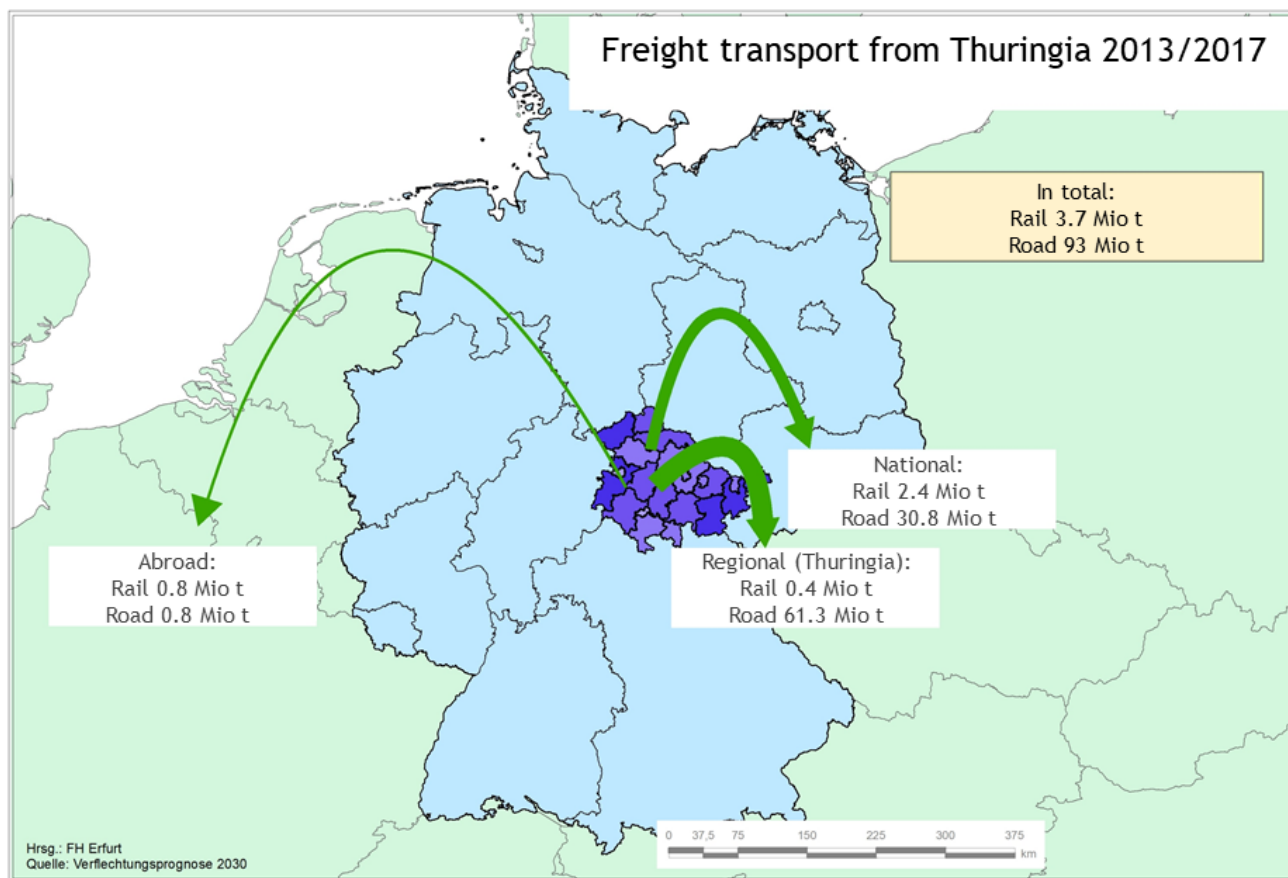 Freight transport from Thuringia 2013/2017
In total:
Rail 3.7 Mio t
Road 93 Mio t
National:
Rail 2.4 Mio t
Road 30.8 Mio t
Abroad:
Rail 0.8 Mio t
Road 0.8 Mio t
Regional (Thuringia):
Rail 0.4 Mio t
Road 61.3 Mio t
0 37,5 75 150 225 300 375
km
Hrsg.: FH Erfurt
Quelle: Verflechtungsprognose 2030